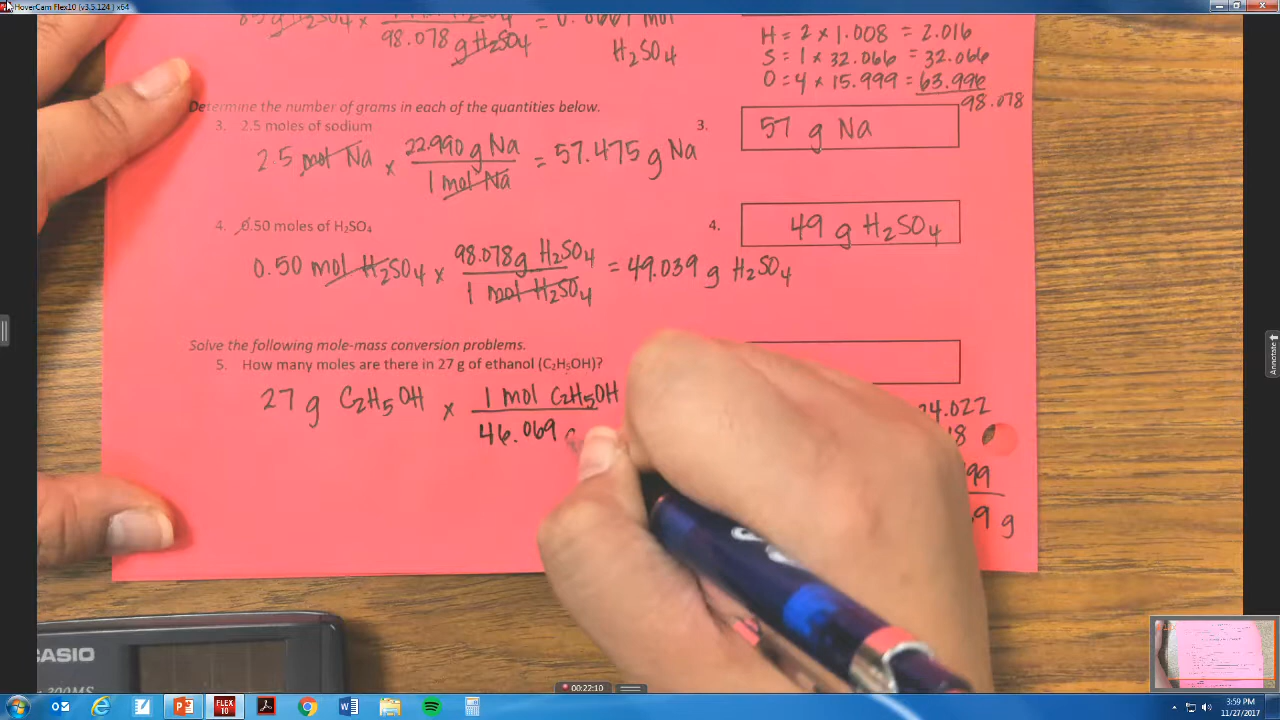 HoverCam Flex10 (v3.5.124 ) x64
98.078 g H₂SO₄
H₂SO₄
H = 2 × 1.008 = 2.016
S = 1 × 32.066 = 32.066
O = 4 × 15.999 = 63.996
98.078
Determine the number of grams in each of the quantities below.
3. 2.5 moles of sodium
3. 57 g Na
2.5 mol Na × 22.990 g Na / 1 mol Na = 57.475 g Na
4. 0.50 moles of H₂SO₄
4. 49 g H₂SO₄
0.50 mol H₂SO₄ × 98.078 g H₂SO₄ / 1 mol H₂SO₄ = 49.039 g H₂SO₄
Solve the following mole-mass conversion problems.
5. How many moles are there in 27 g of ethanol (C₂H₅OH)?
27 g C₂H₅OH × 1 mol C₂H₅OH / 46.069
24.022
g
CASIO
Annotate
00:22:10
FLEX 10
3:59 PM
11/27/2017